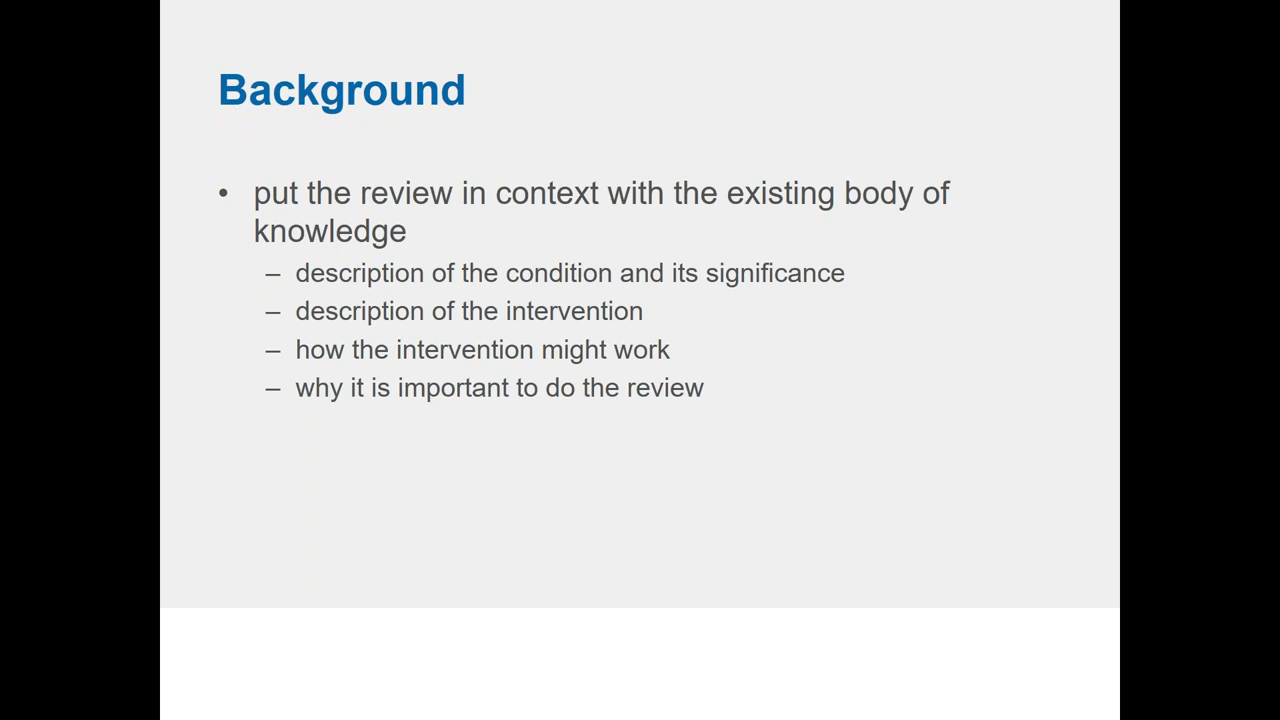 Background
• put the review in context with the existing body of
knowledge
– description of the condition and its significance
– description of the intervention
– how the intervention might work
– why it is important to do the review